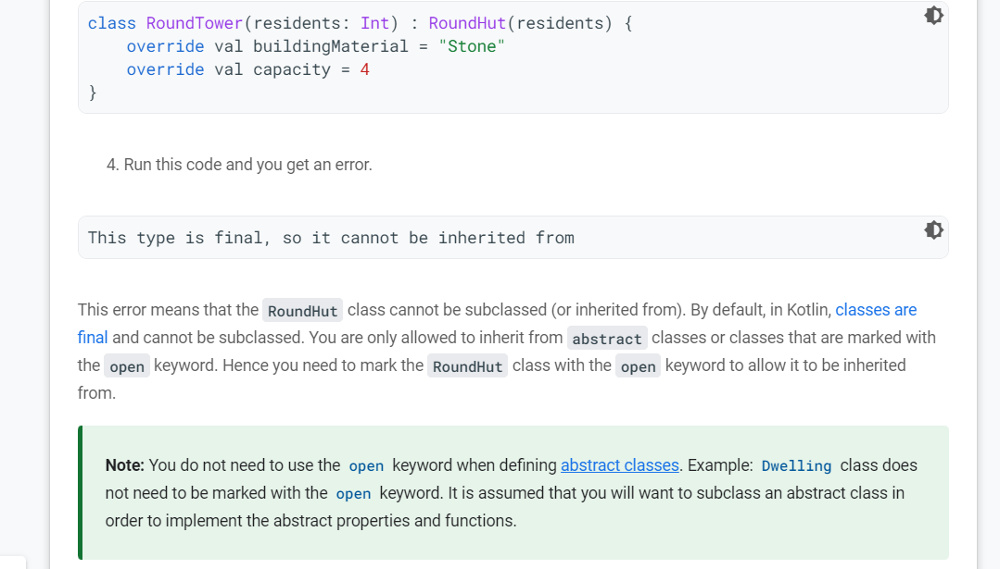 class RoundTower(residents: Int) : RoundHut(residents) {
    override val buildingMaterial = "Stone"
    override val capacity = 4
}
4. Run this code and you get an error.
This type is final, so it cannot be inherited from
This error means that the RoundHut class cannot be subclassed (or inherited from). By default, in Kotlin, classes are
final and cannot be subclassed. You are only allowed to inherit from abstract classes or classes that are marked with
the open keyword. Hence you need to mark the RoundHut class with the open keyword to allow it to be inherited
from.
Note: You do not need to use the open keyword when defining abstract classes. Example: Dwelling class does
not need to be marked with the open keyword. It is assumed that you will want to subclass an abstract class in
order to implement the abstract properties and functions.